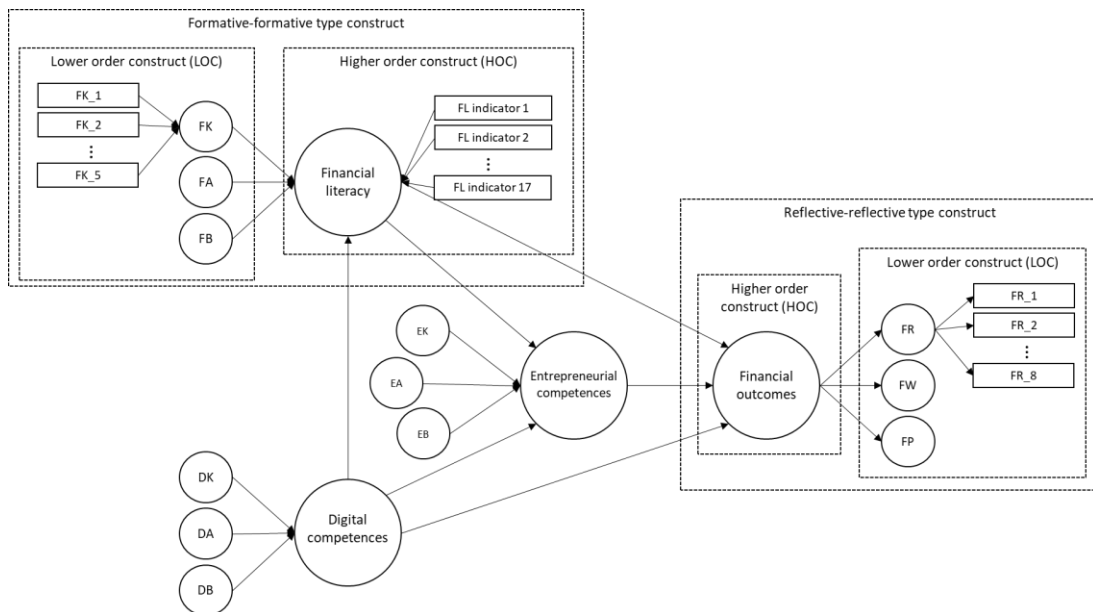 Formative-formative type construct
Lower order construct (LOC)
FK_1
FK_2
⋮
FK_5
FK
FA
FB
Higher order construct (HOC)
Financial
literacy
FL indicator 1
FL indicator 2
⋮
FL indicator 17
Reflective-reflective type construct
Higher order
construct (HOC)
Financial
outcomes
Lower order construct (LOC)
FR
FW
FP
FR_1
FR_2
⋮
FR_8
EK
EA
EB
Entrepreneurial
competences
DK
DA
DB
Digital
competences